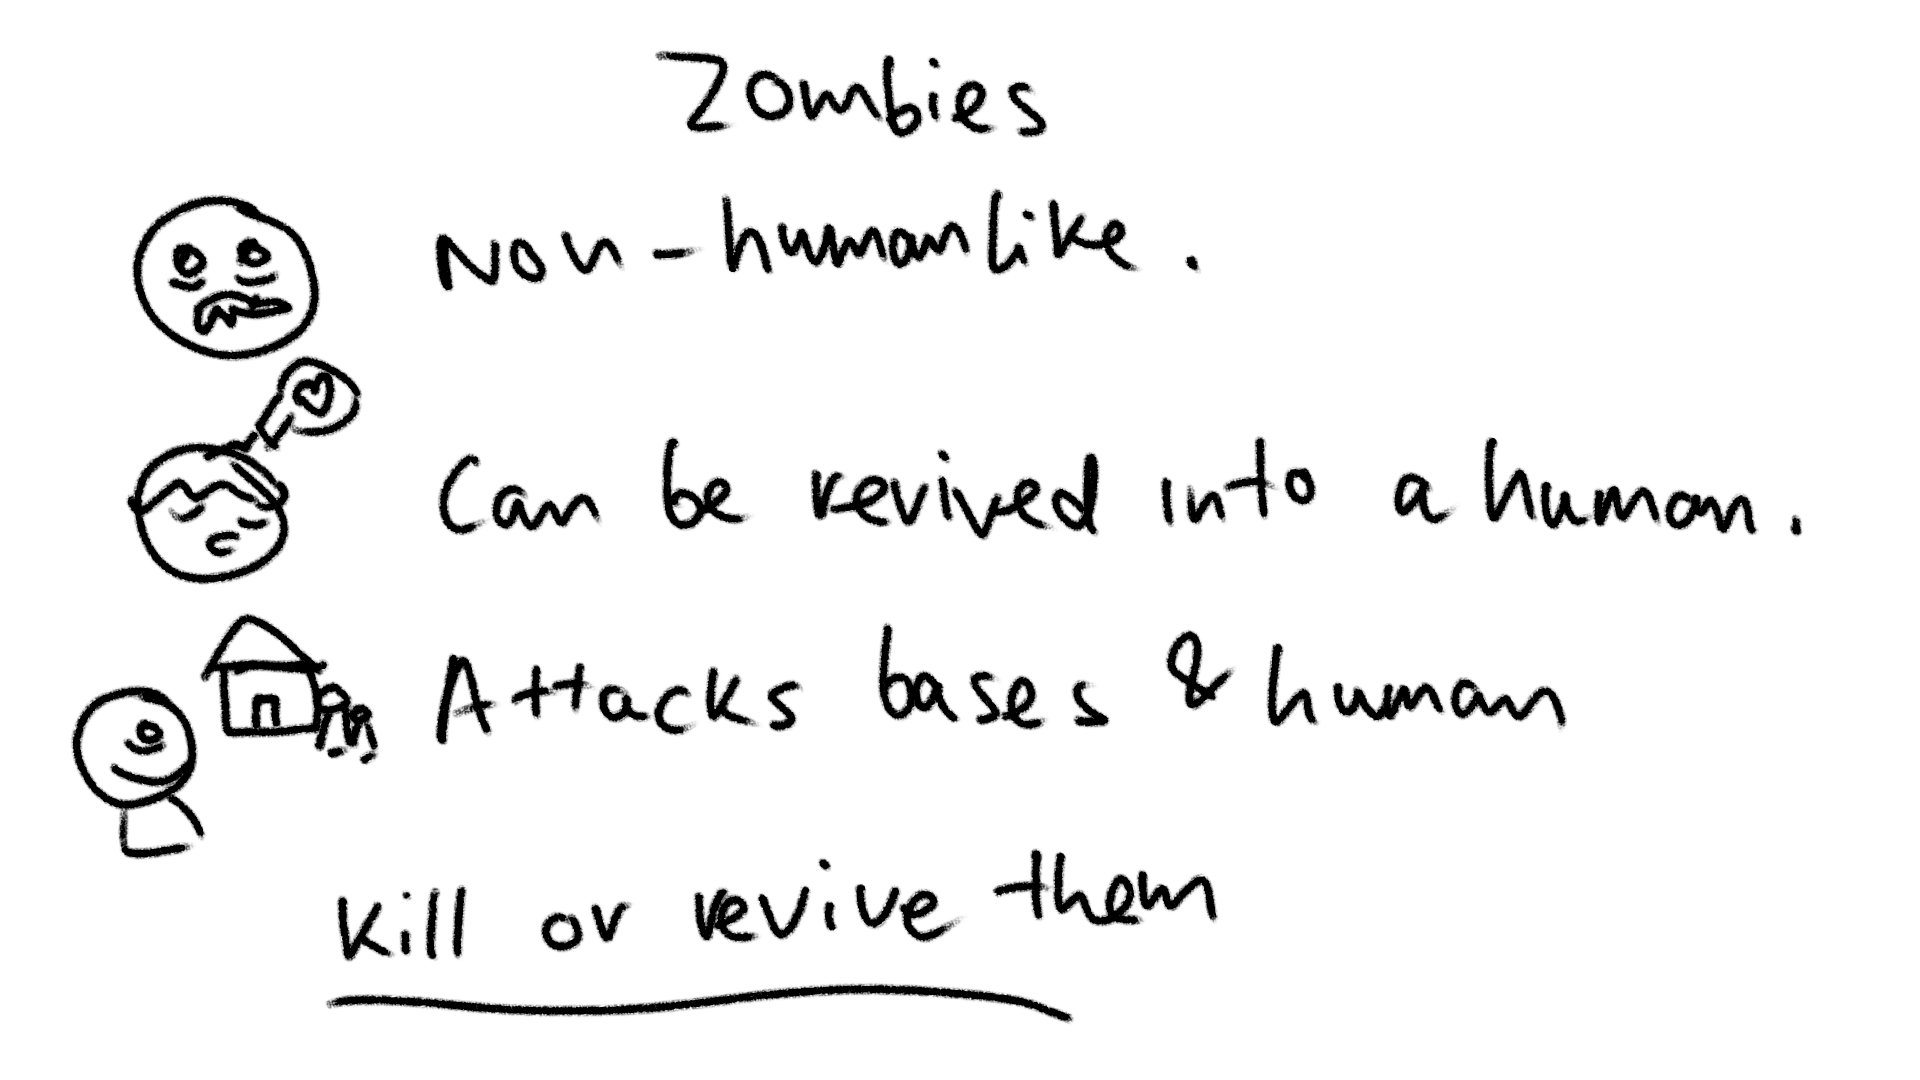 Zombies
Non-humanlike.
Can be revived into a human.
Attacks bases & human
Kill or revive them